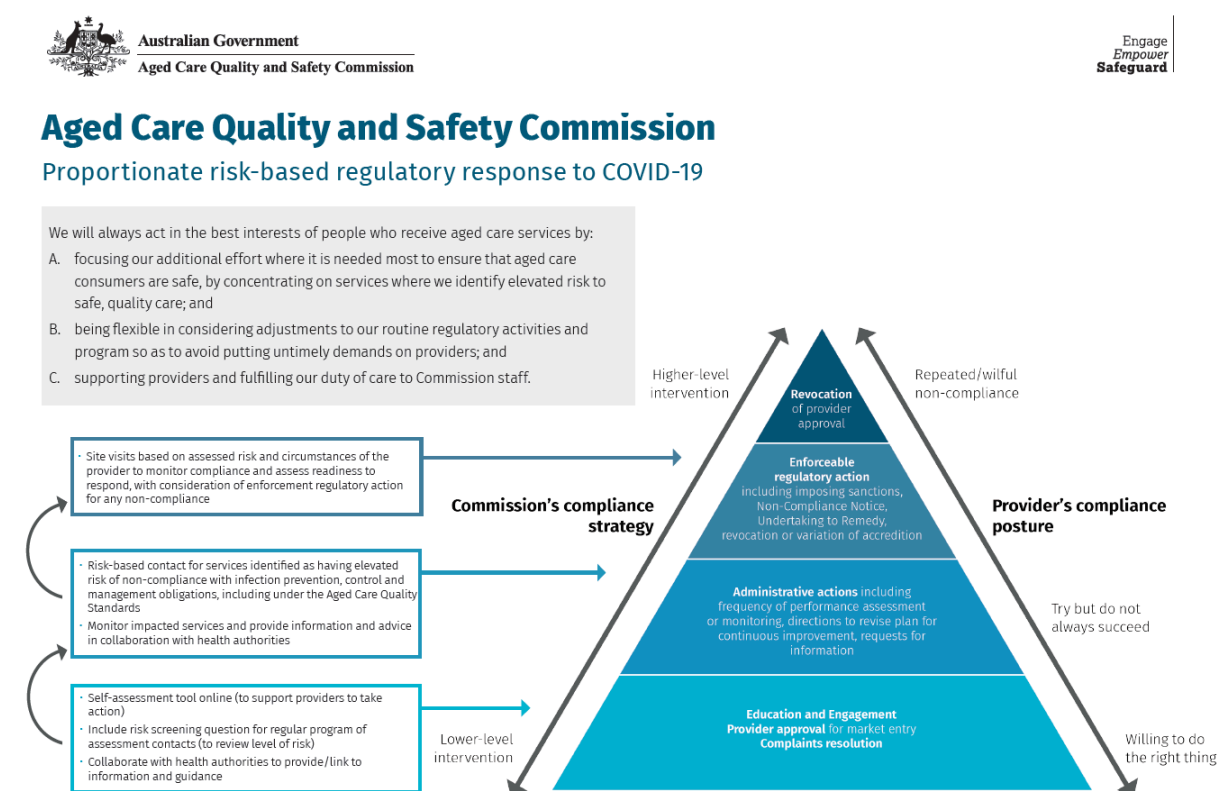 Australian Government
Aged Care Quality and Safety Commission
Engage
Empower
Safeguard
Aged Care Quality and Safety Commission
Proportionate risk-based regulatory response to COVID-19
We will always act in the best interests of people who receive aged care services by:
A. focusing our additional effort where it is needed most to ensure that aged care
consumers are safe, by concentrating on services where we identify elevated risk to
safe, quality care; and
B. being flexible in considering adjustments to our routine regulatory activities and
program so as to avoid putting untimely demands on providers; and
C. supporting providers and fulfilling our duty of care to Commission staff.
· Site visits based on assessed risk and circumstances of the
provider to monitor compliance and assess readiness to
respond, with consideration of enforcement regulatory action
for any non-compliance
· Risk-based contact for services identified as having elevated
risk of non-compliance with infection prevention, control and
management obligations, including under the Aged Care Quality
Standards
· Monitor impacted services and provide information and advice
in collaboration with health authorities
· Self-assessment tool online (to support providers to take
action)
· Include risk screening question for regular program of
assessment contacts (to review level of risk)
· Collaborate with health authorities to provide/link to
information and guidance
Higher-level
intervention
Commission's compliance
strategy
Lower-level
intervention
Revocation
of provider
approval
Enforceable
regulatory action
including imposing sanctions,
Non-Compliance Notice,
Undertaking to Remedy,
revocation or variation of accredition
Administrative actions including
frequency of performance assessment
or monitoring, directions to revise plan for
continuous improvement, requests for
information
Education and Engagement
Provider approval for market entry
Complaints resolution
Repeated/wilful
non-compliance
Provider's compliance
posture
Try but do not
always succeed
Willing to do
the right thing